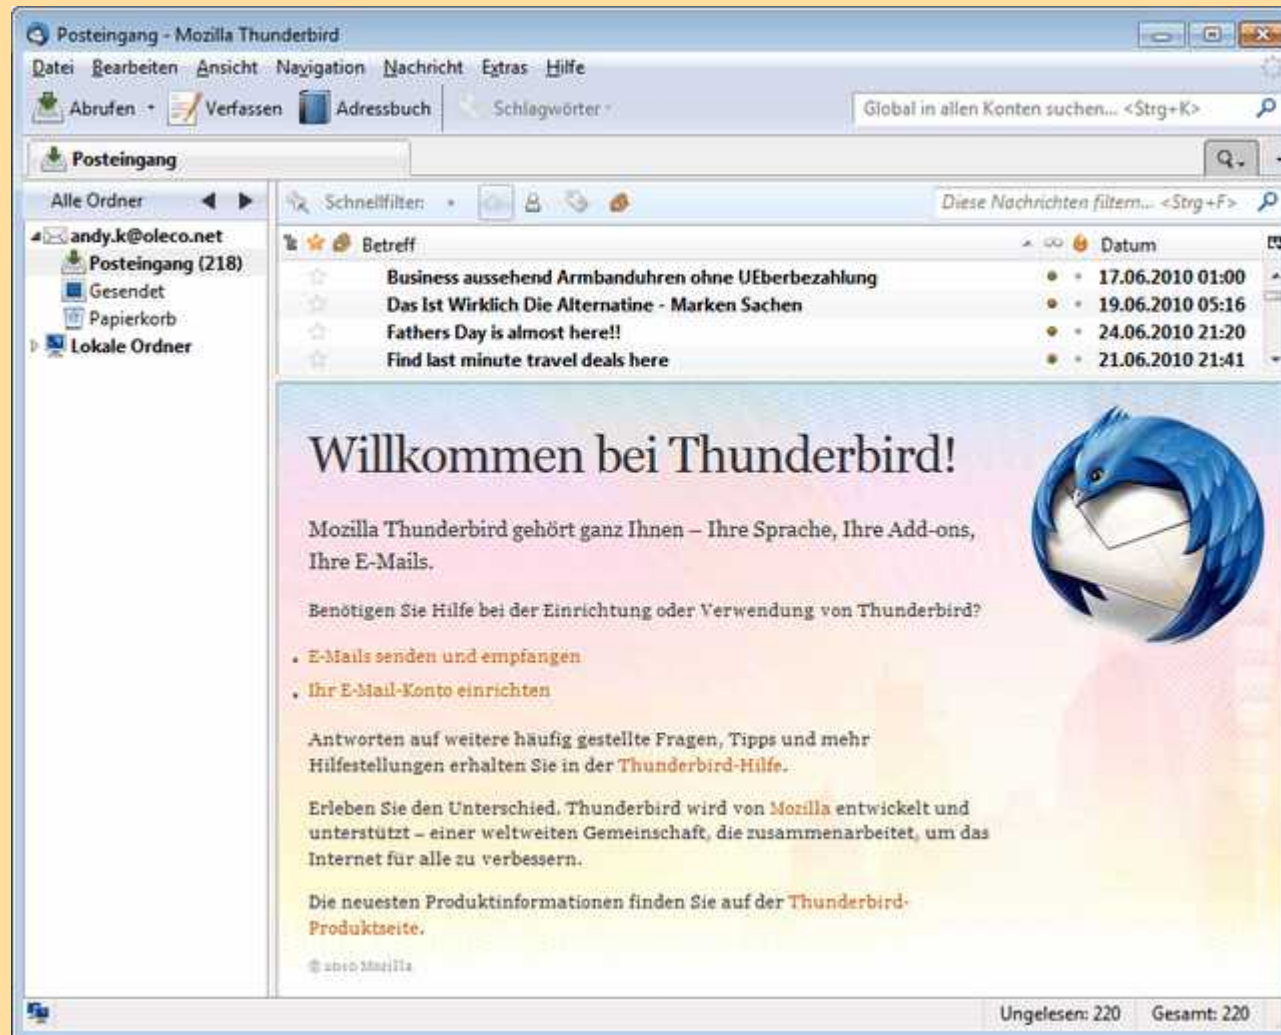 Posteingang - Mozilla Thunderbird
Datei Bearbeiten Ansicht Navigation Nachricht Extras Hilfe
Abrufen Verfassen Adressbuch Schlagwörter Global in allen Konten suchen... <Strg+K>
Posteingang
Alle Ordner Schnellfilter: Diese Nachrichten filtern... <Strg+F>
andy.k@oleco.net Betreff Datum
Posteingang (218)
Gesendet
Papierkorb
Lokale Ordner
Business aussehend Armbanduhren ohne UEberbezahlung 17.06.2010 01:00
Das Ist Wirklich Die Alternatine - Marken Sachen 19.06.2010 05:16
Fathers Day is almost here!! 24.06.2010 21:20
Find last minute travel deals here 21.06.2010 21:41
Willkommen bei Thunderbird!
Mozilla Thunderbird gehört ganz Ihnen – Ihre Sprache, Ihre Add-ons,
Ihre E-Mails.
Benötigen Sie Hilfe bei der Einrichtung oder Verwendung von Thunderbird?
E-Mails senden und empfangen
Ihr E-Mail-Konto einrichten
Antworten auf weitere häufig gestellte Fragen, Tipps und mehr
Hilfestellungen erhalten Sie in der Thunderbird-Hilfe.
Erleben Sie den Unterschied. Thunderbird wird von Mozilla entwickelt und
unterstützt – einer weltweiten Gemeinschaft, die zusammenarbeitet, um das
Internet für alle zu verbessern.
Die neuesten Produktinformationen finden Sie auf der Thunderbird-
Produktseite.
© 2010 Mozilla
Ungelesen: 220 Gesamt: 220